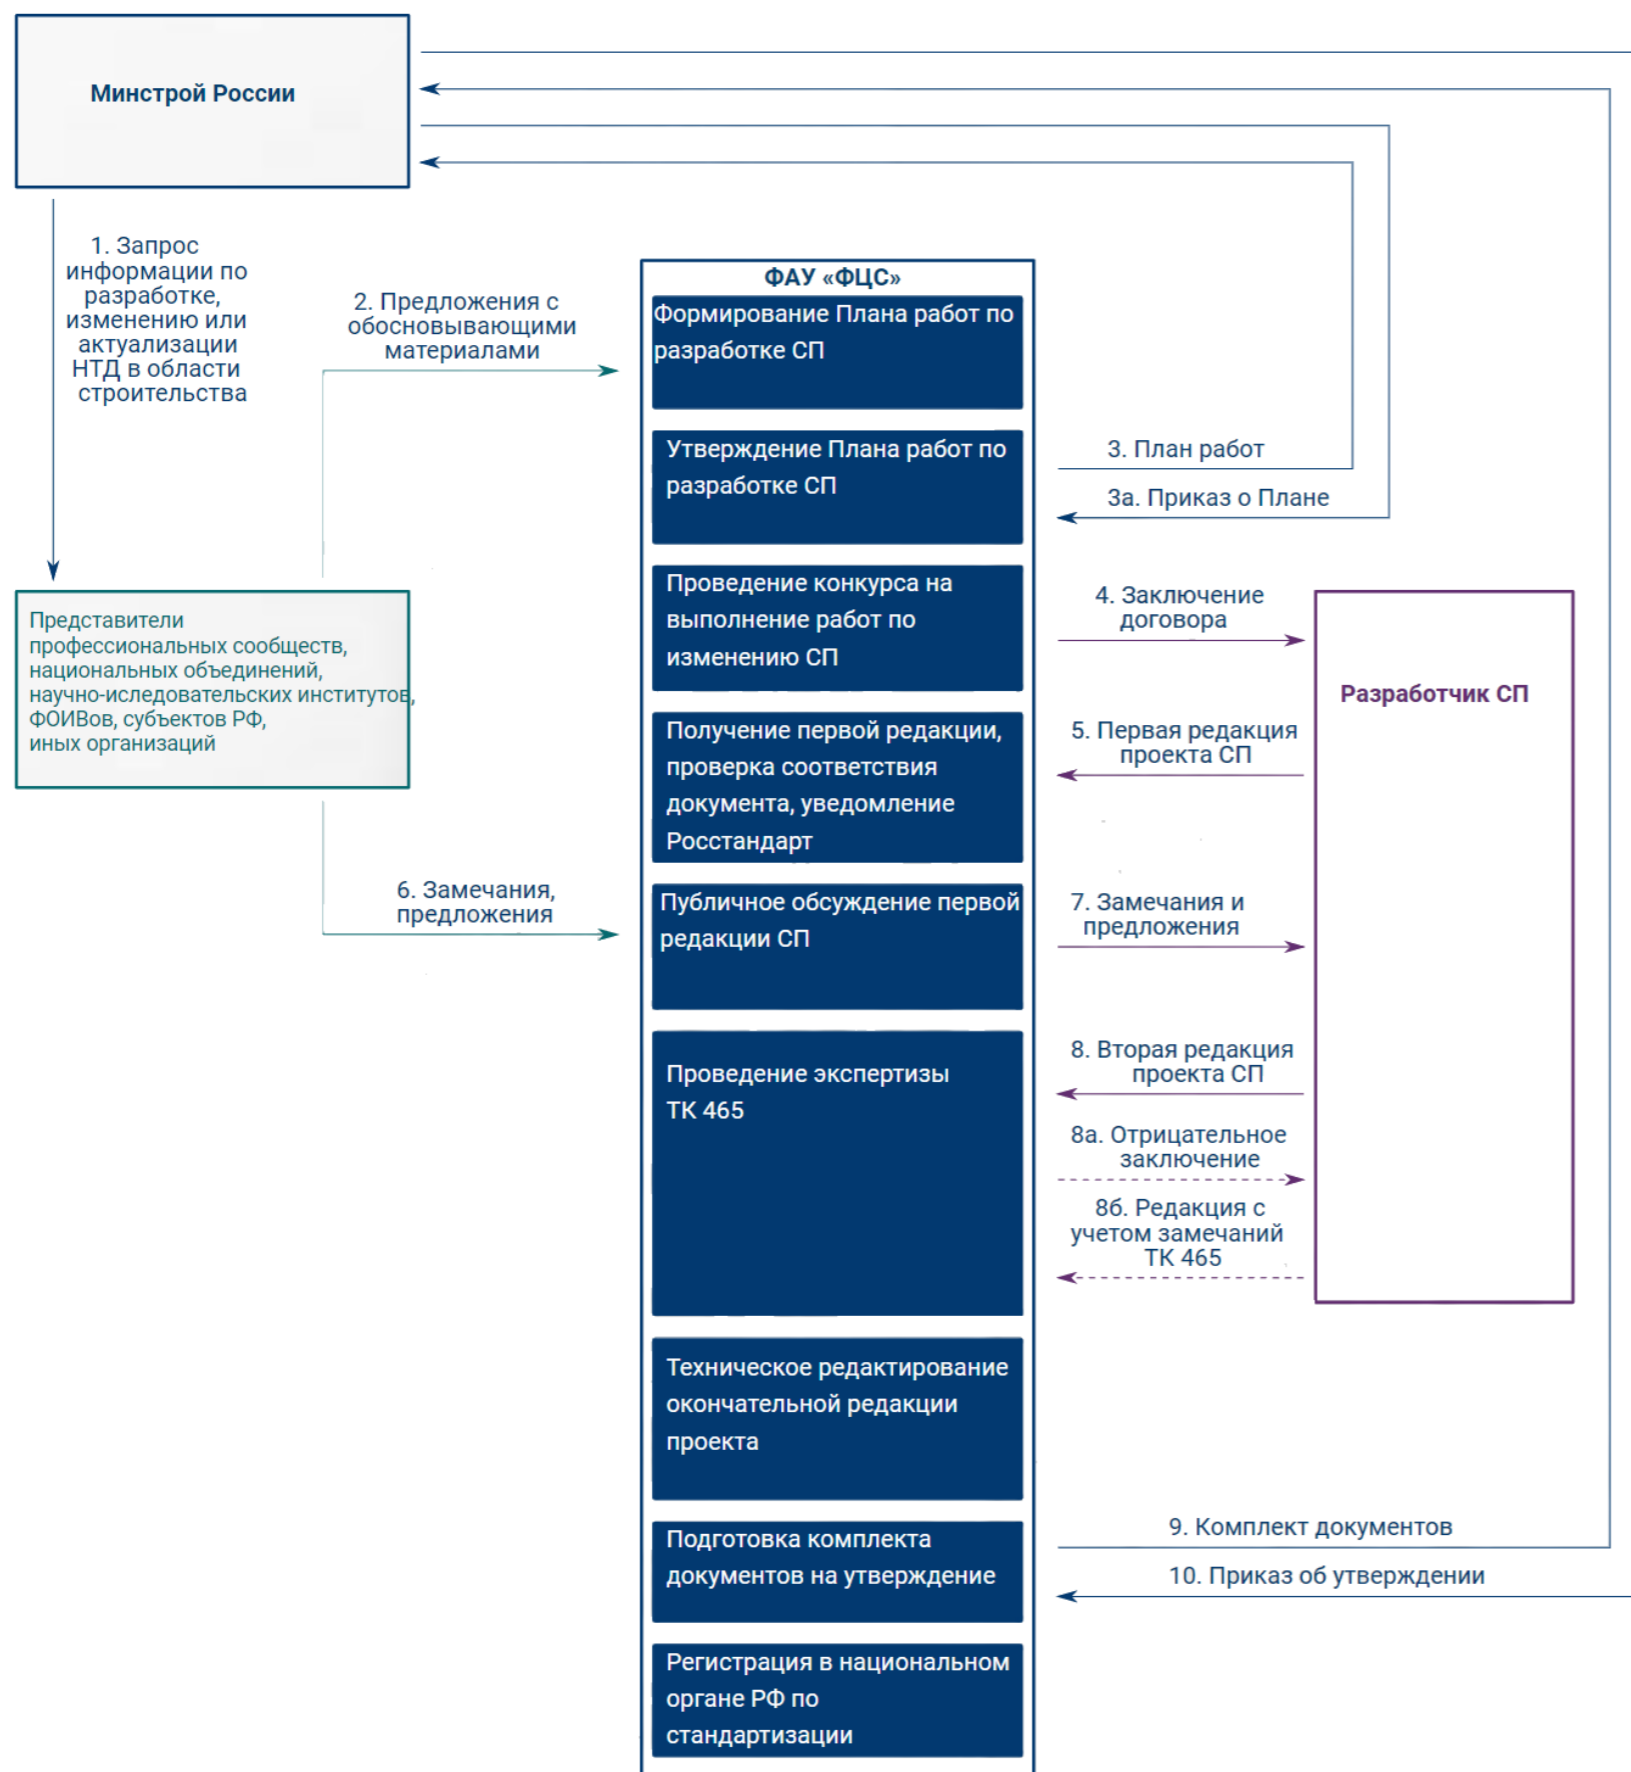 Минстрой России
1. Запрос
информации по
разработке,
изменению или
актуализации
НТД в области
строительства
2. Предложения с
обосновывающими
материалами
ФАУ «ФЦС»
Формирование Плана работ по
разработке СП
Утверждение Плана работ по
разработке СП
3. План работ
3а. Приказ о Плане
Проведение конкурса на
выполнение работ по
изменению СП
4. Заключение
договора
Представители
профессиональных сообществ,
национальных объединений,
научно-иследовательских институтов,
ФОИВов, субъектов РФ,
иных организаций
Разработчик СП
Получение первой редакции,
проверка соответствия
документа, уведомление
Росстандарт
5. Первая редакция
проекта СП
6. Замечания,
предложения
Публичное обсуждение первой
редакции СП
7. Замечания и
предложения
Проведение экспертизы
ТК 465
8. Вторая редакция
проекта СП
8а. Отрицательное
заключение
8б. Редакция с
учетом замечаний
ТК 465
Техническое редактирование
окончательной редакции
проекта
Подготовка комплекта
документов на утверждение
9. Комплект документов
10. Приказ об утверждении
Регистрация в национальном
органе РФ по
стандартизации